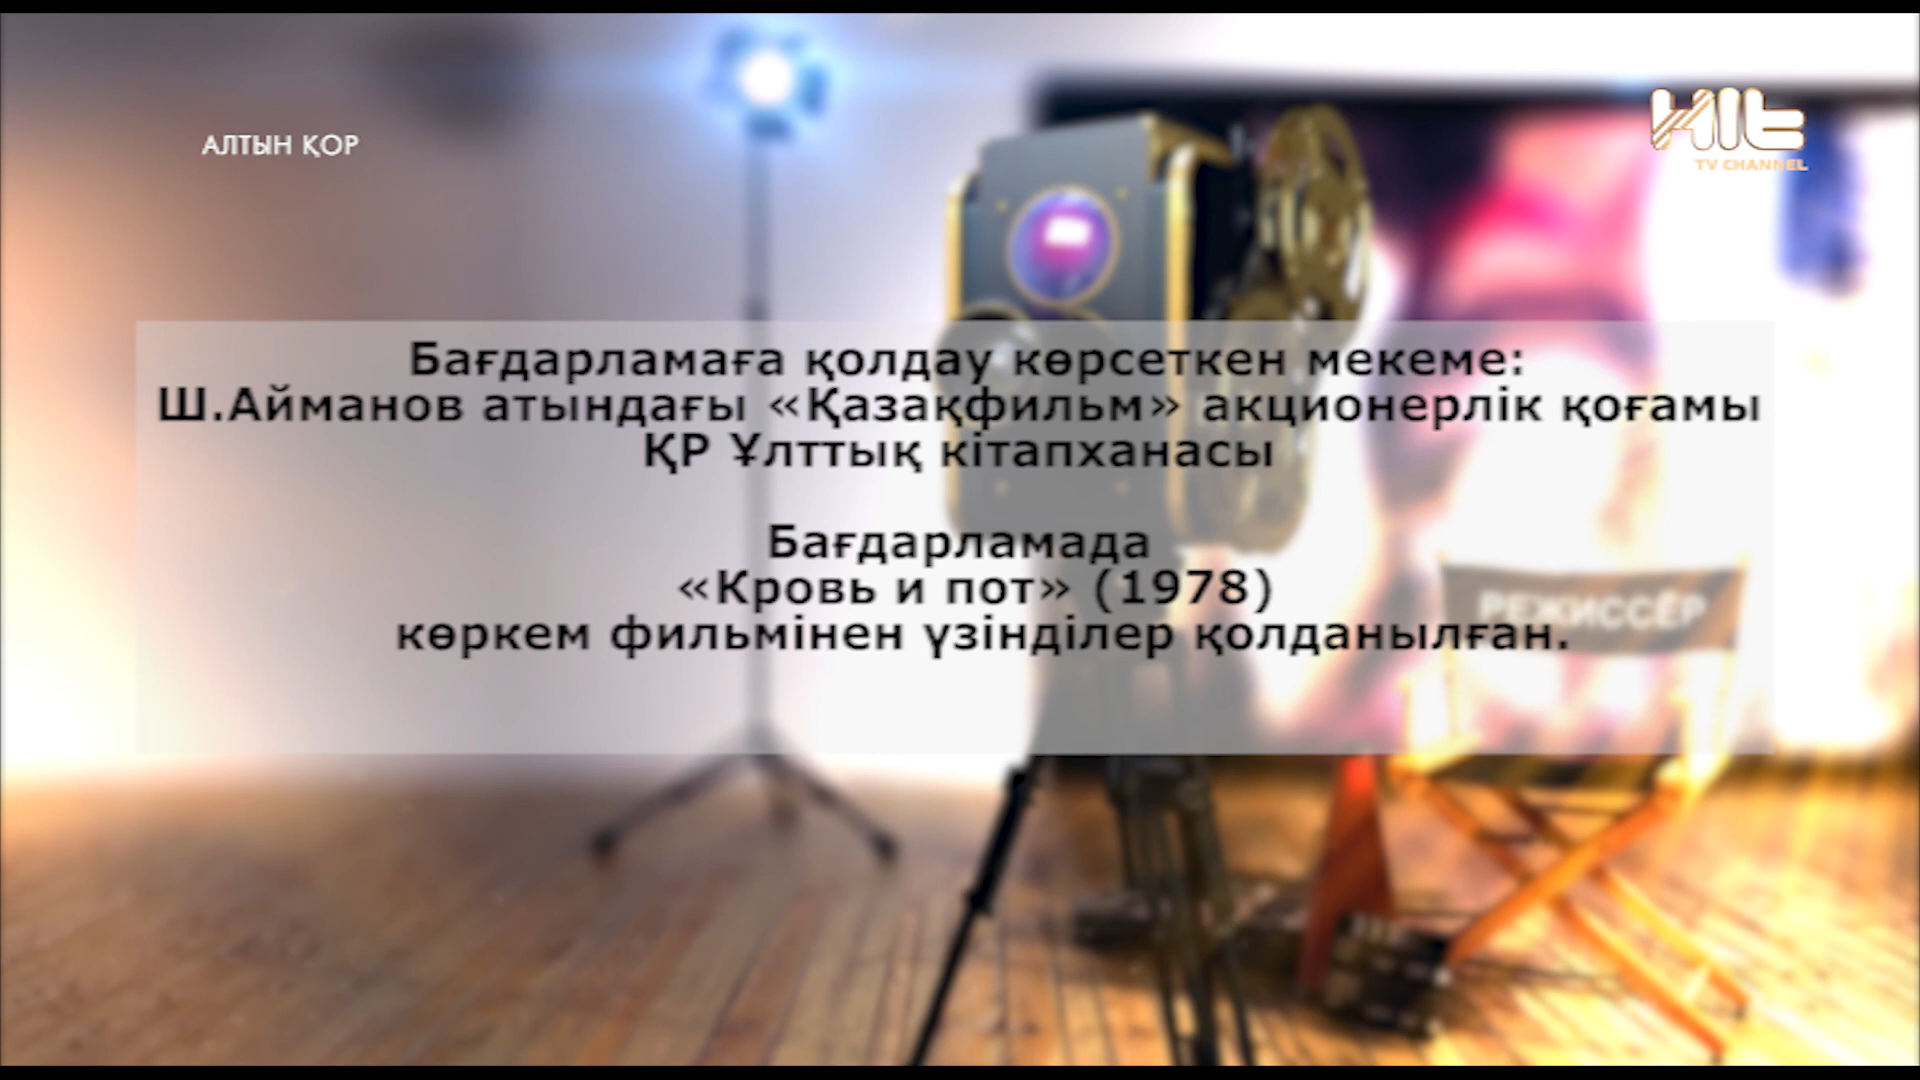 АЛТЫН ҚОР
HIt
TV CHANNEL
Бағдарламаға қолдау көрсеткен мекеме:
Ш.Айманов атындағы «Қазақфильм» акционерлік қоғамы
ҚР Ұлттық кітапханасы
Бағдарламада
«Кровь и пот» (1978)
көркем фильмінен үзінділер қолданылған.
РЕЖИССЁР